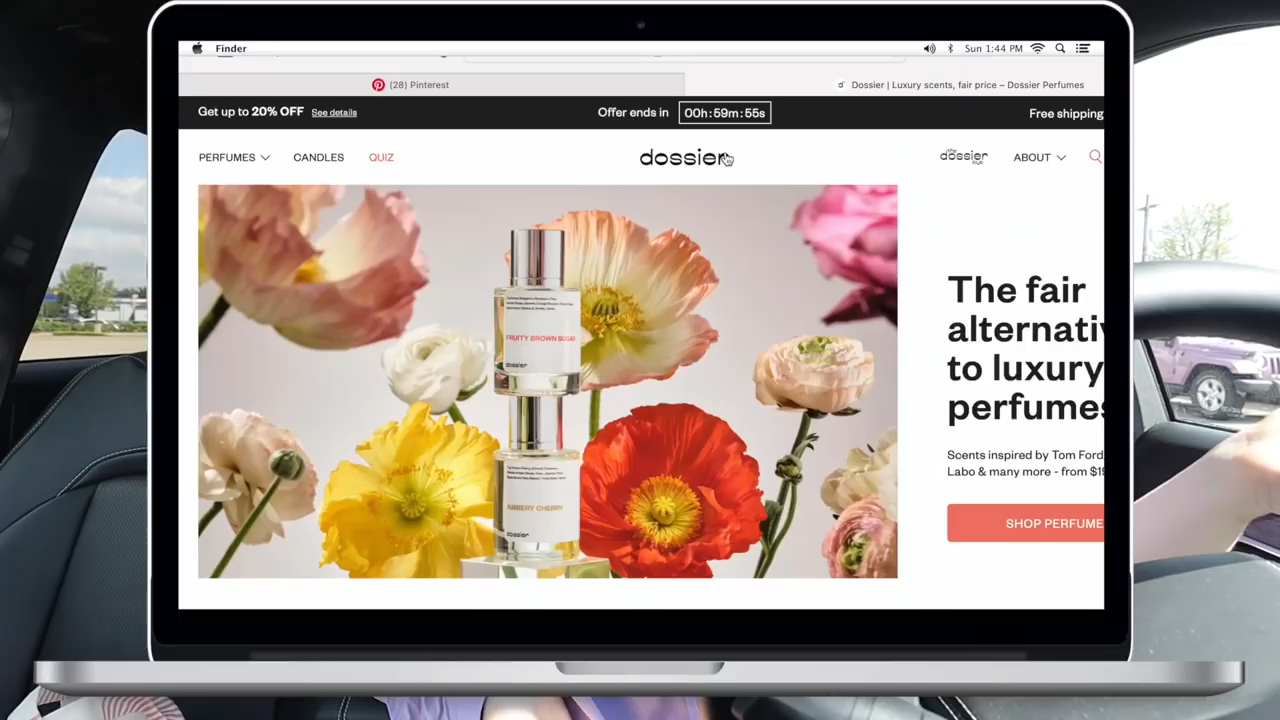 Finder
Sun 1:44 PM
(28) Pinterest
Dossier | Luxury scents, fair price – Dossier Perfumes
Get up to 20% OFF See details
Offer ends in 00h:59m:55s
Free shipping
PERFUMES CANDLES QUIZ
dossier
the dossier
ABOUT
The fair
alternativ
to luxury
perfumes
Scents inspired by Tom Ford
Labo & many more - from $19
SHOP PERFUME
FRUITY BROWN SUGAR
dossier
AMBERY CHERRY
dossier